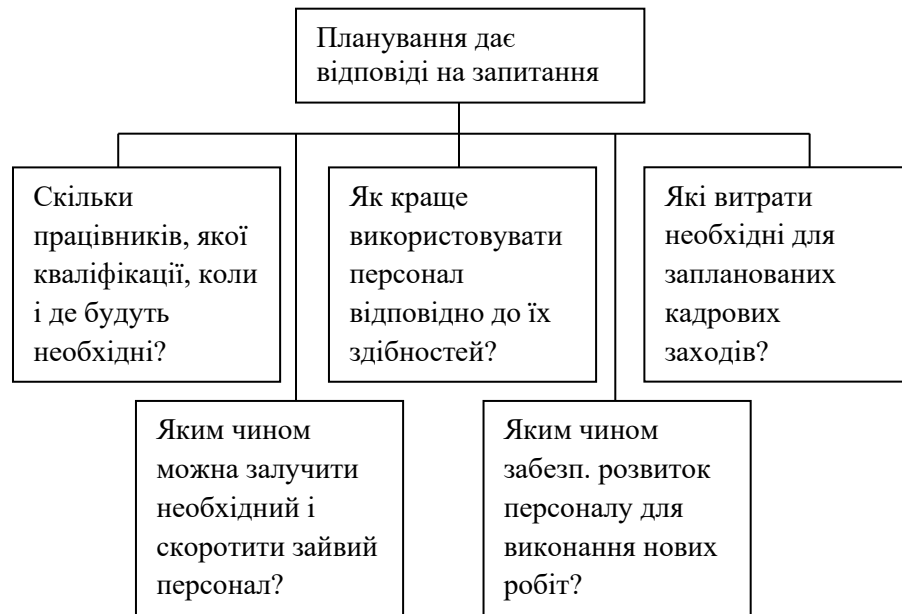 Планування дає
відповіді на запитання
Скільки
працівників, якої
кваліфікації, коли
і де будуть
необхідні?
Як краще
використовувати
персонал
відповідно до їх
здібностей?
Які витрати
необхідні для
запланованих
кадрових
заходів?
Яким чином
можна залучити
необхідний і
скоротити зайвий
персонал?
Яким чином
забезп. розвиток
персоналу для
виконання нових
робіт?